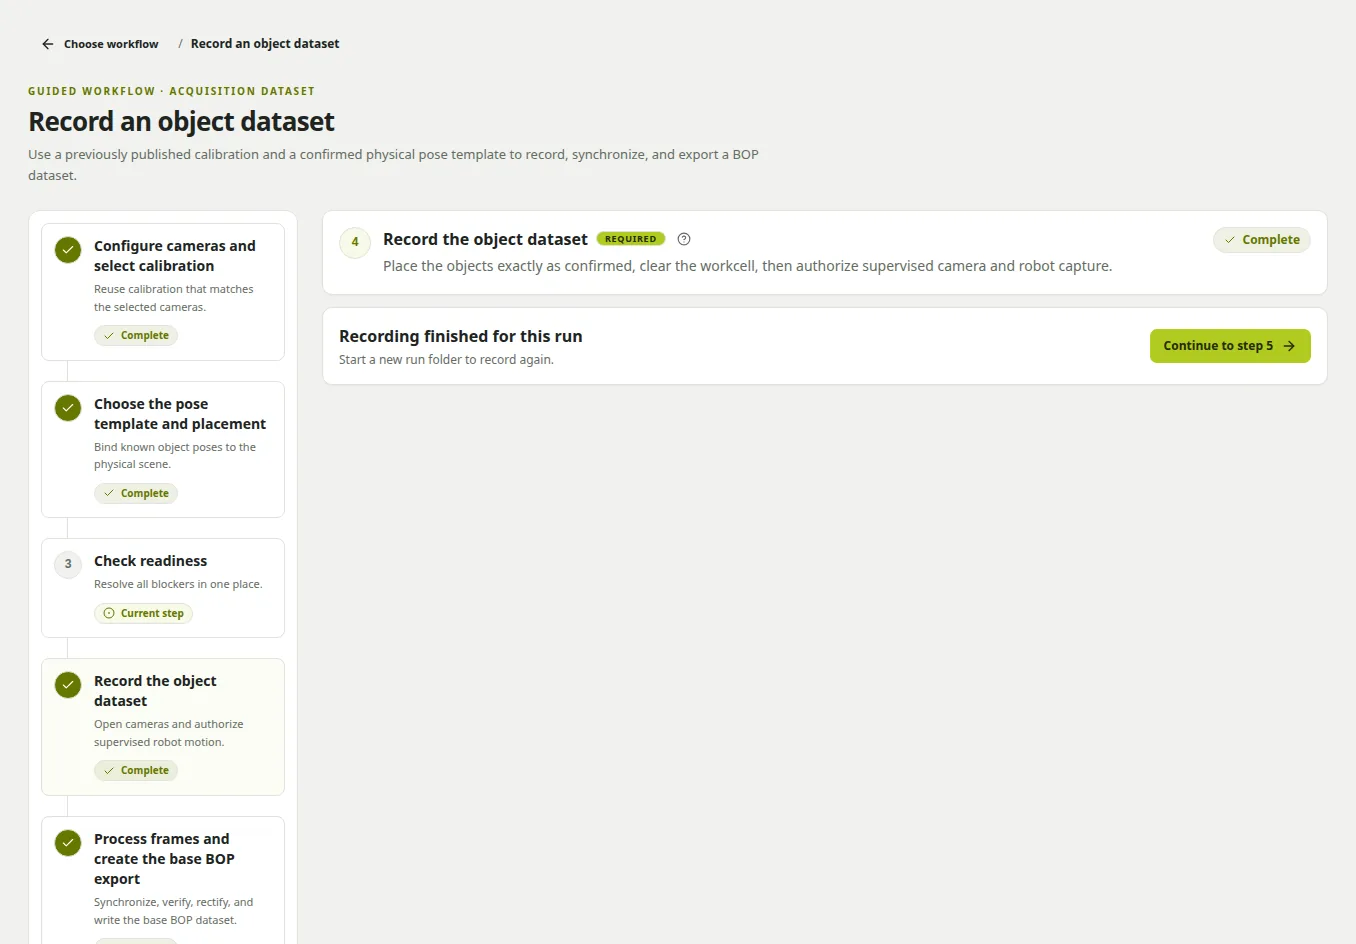 Choose workflow / Record an object dataset
GUIDED WORKFLOW · ACQUISITION DATASET
Record an object dataset
Use a previously published calibration and a confirmed physical pose template to record, synchronize, and export a BOP
dataset.
Configure cameras and
select calibration
Reuse calibration that matches
the selected cameras.
Complete
Choose the pose
template and placement
Bind known object poses to the
physical scene.
Complete
3
Check readiness
Resolve all blockers in one place.
Current step
Record the object
dataset
Open cameras and authorize
supervised robot motion.
Complete
Process frames and
create the base BOP
export
Synchronize, verify, rectify, and
write the base BOP dataset.
4
Record the object dataset REQUIRED ?
Complete
Place the objects exactly as confirmed, clear the workcell, then authorize supervised camera and robot capture.
Recording finished for this run
Start a new run folder to record again.
Continue to step 5